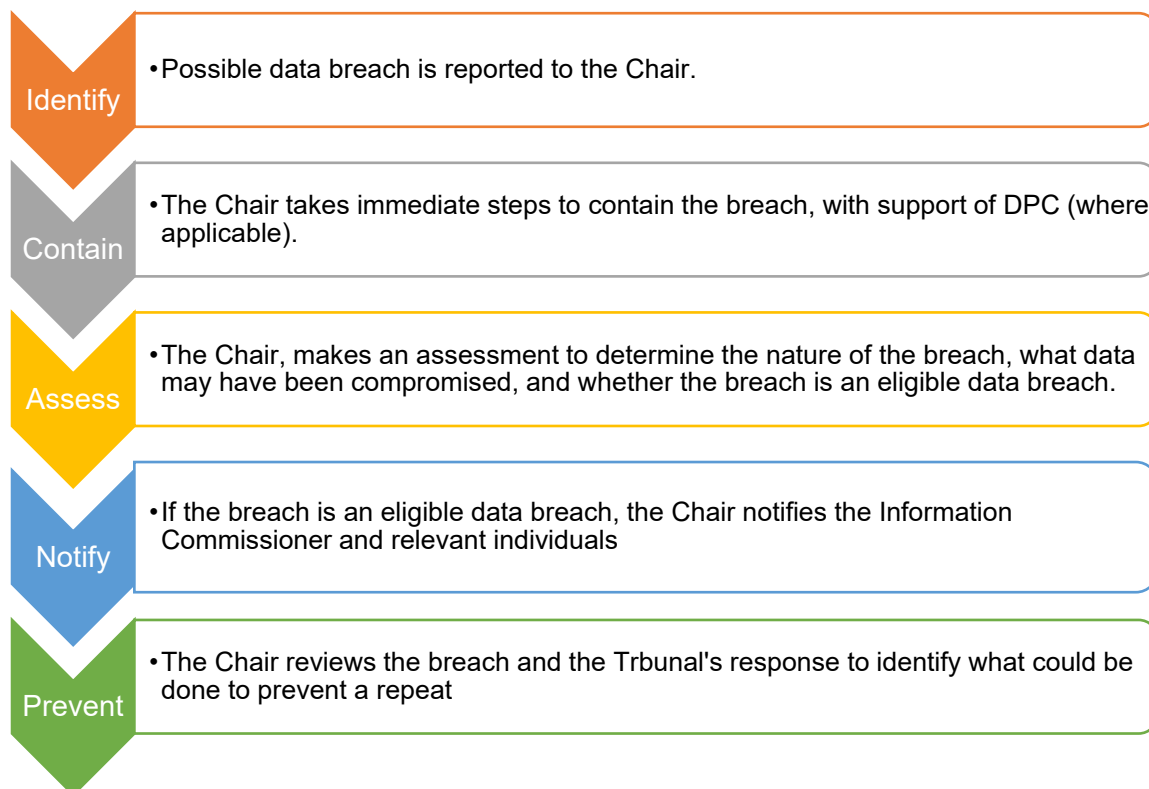 Identify
•Possible data breach is reported to the Chair.
Contain
•The Chair takes immediate steps to contain the breach, with support of DPC (where
applicable).
Assess
•The Chair, makes an assessment to determine the nature of the breach, what data
may have been compromised, and whether the breach is an eligible data breach.
Notify
•If the breach is an eligible data breach, the Chair notifies the Information
Commissioner and relevant individuals
Prevent
•The Chair reviews the breach and the Trbunal's response to identify what could be
done to prevent a repeat